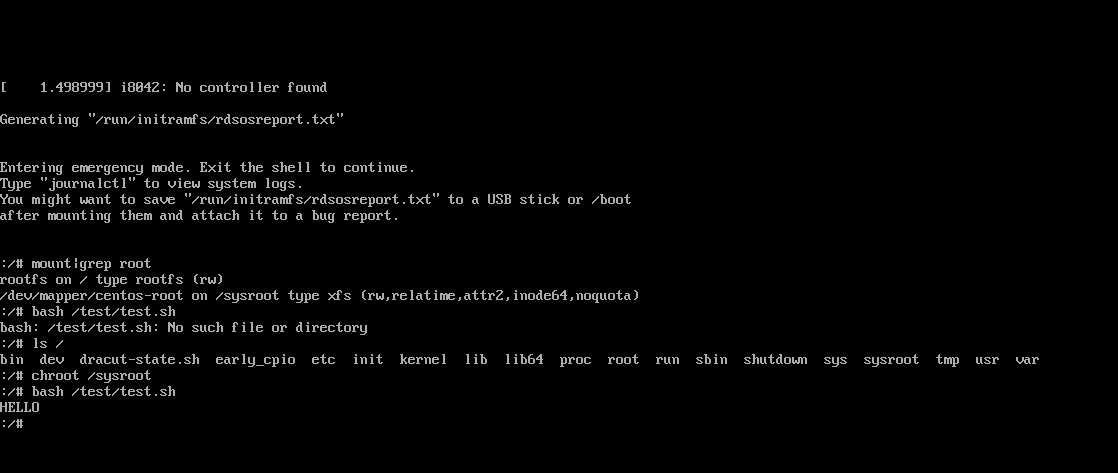 [    1.498999] i8042: No controller found
Generating "/run/initramfs/rdsosreport.txt"
Entering emergency mode. Exit the shell to continue.
Type "journalctl" to view system logs.
You might want to save "/run/initramfs/rdsosreport.txt" to a USB stick or /boot
after mounting them and attach it to a bug report.
:/# mount|grep root
rootfs on / type rootfs (rw)
/dev/mapper/centos-root on /sysroot type xfs (rw,relatime,attr2,inode64,noquota)
:/# bash /test/test.sh
bash: /test/test.sh: No such file or directory
:/# ls /
bin  dev  dracut-state.sh  early_cpio  etc  init  kernel  lib  lib64  proc  root  run  sbin  shutdown  sys  sysroot  tmp  usr  var
:/# chroot /sysroot
:/# bash /test/test.sh
HELLO
:/#